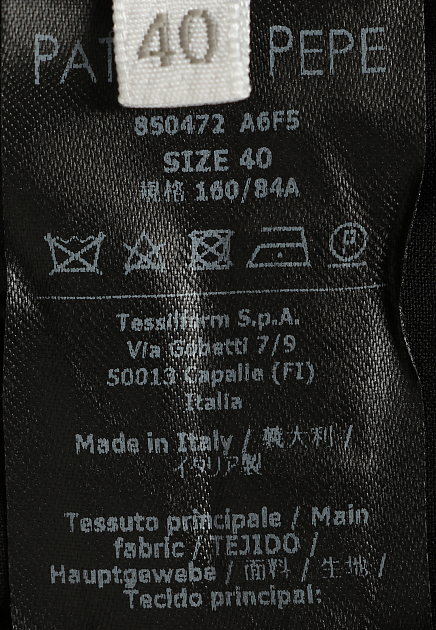 40
PAT PEPE
8S0472 A6F5
SIZE 40
規格 160/84A
P
Tessilform S.p.A.
Via Gobetti 7/9
50013 Capalle (FI)
Italia
Made in Italy / 義大利 /
イタリア製
Tessuto principale / Main
fabric / TEJIDO /
Hauptgewebe / 面料 / 生地 /
Tecido principal: